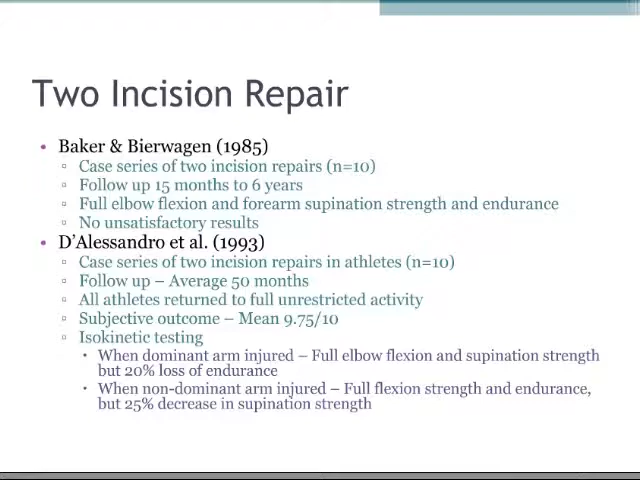 Two Incision Repair
• Baker & Bierwagen (1985)
▫ Case series of two incision repairs (n=10)
▫ Follow up 15 months to 6 years
▫ Full elbow flexion and forearm supination strength and endurance
▫ No unsatisfactory results
• D’Alessandro et al. (1993)
▫ Case series of two incision repairs in athletes (n=10)
▫ Follow up – Average 50 months
▫ All athletes returned to full unrestricted activity
▫ Subjective outcome – Mean 9.75/10
▫ Isokinetic testing
• When dominant arm injured – Full elbow flexion and supination strength
but 20% loss of endurance
• When non-dominant arm injured – Full flexion strength and endurance,
but 25% decrease in supination strength